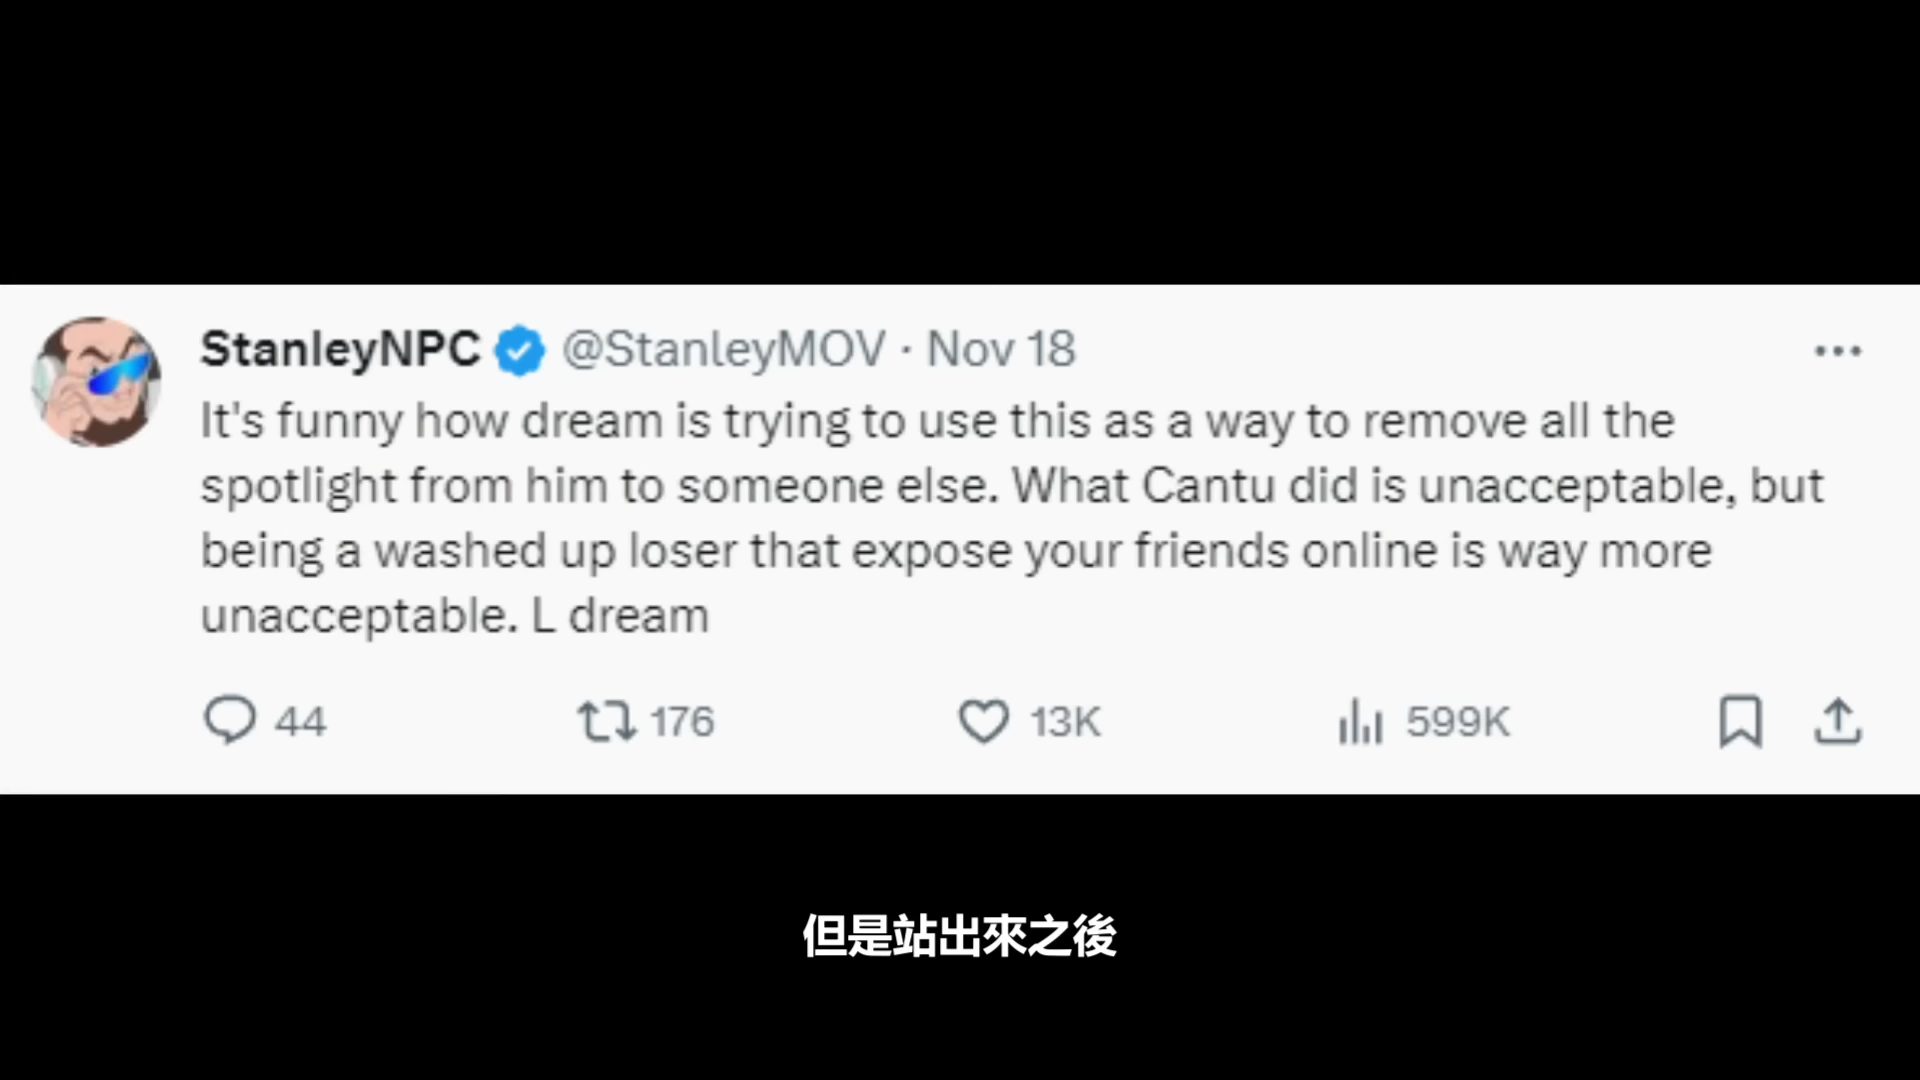 StanleyNPC @StanleyMOV · Nov 18
It's funny how dream is trying to use this as a way to remove all the
spotlight from him to someone else. What Cantu did is unacceptable, but
being a washed up loser that expose your friends online is way more
unacceptable. L dream
44 176 13K 599K
但是站出來之後